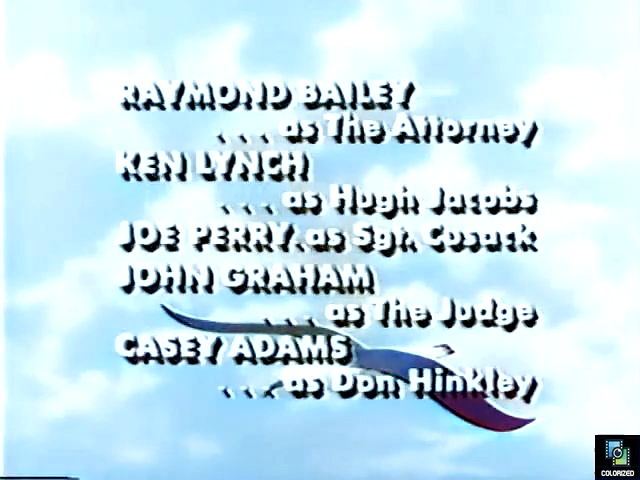 RAYMOND BAILEY
. . . as The Attorney
KEN LYNCH
. . . as Hugh Jacobs
JOE PERRY. as Sgt. Cusack
JOHN GRAHAM
. . . as The Judge
CASEY ADAMS
. . . as Don Hinkley
COLORIZED